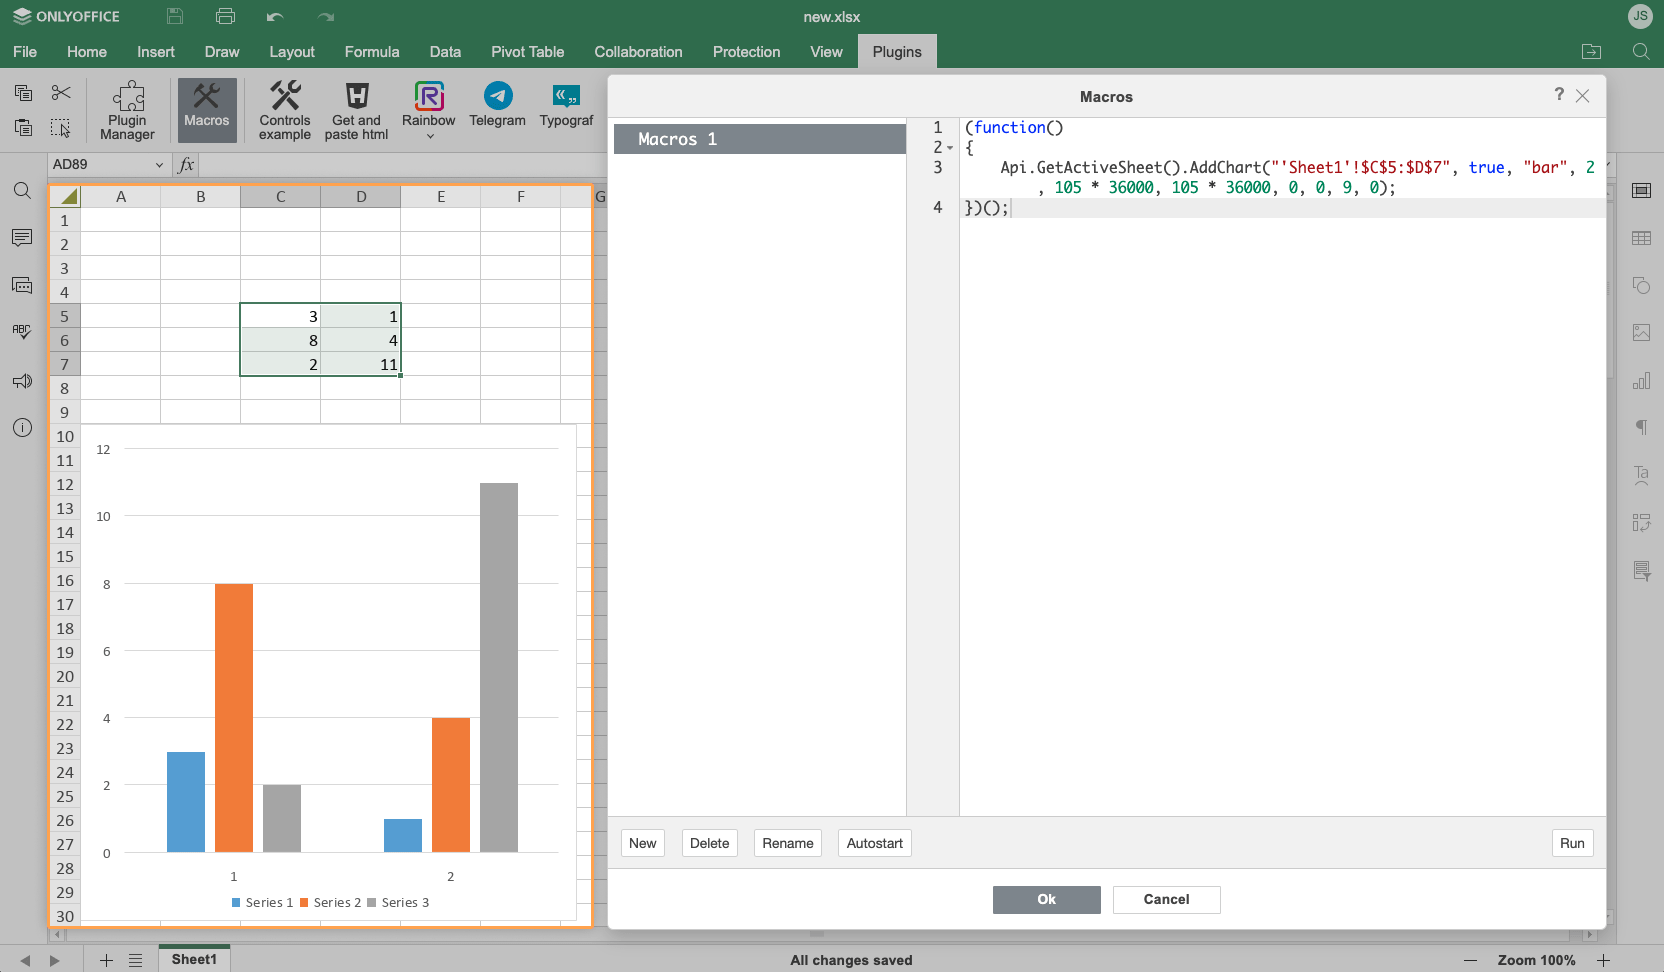 ONLYOFFICE
new.xlsx
JS
File Home Insert Draw Layout Formula Data Pivot Table Collaboration Protection View Plugins
Plugin Manager
Macros
Controls example
Get and paste html
Rainbow
Telegram
Typograf
AD89
fx
A B C D E F G
1
2
3
4
5 3 1
6 8 4
7 2 11
8
9
10
11
12
13
14
15
16
17
18
19
20
21
22
23
24
25
26
27
28
29
30
12
10
8
6
4
2
0
1 2
Series 1 Series 2 Series 3
Macros
?
Macros 1
1 (function()
2 {
3 Api.GetActiveSheet().AddChart("'Sheet1'!$C$5:$D$7", true, "bar", 2
, 105 * 36000, 105 * 36000, 0, 0, 9, 0);
4 })();
New Delete Rename Autostart Run
Ok Cancel
Sheet1
All changes saved
Zoom 100%
ABC
Ta